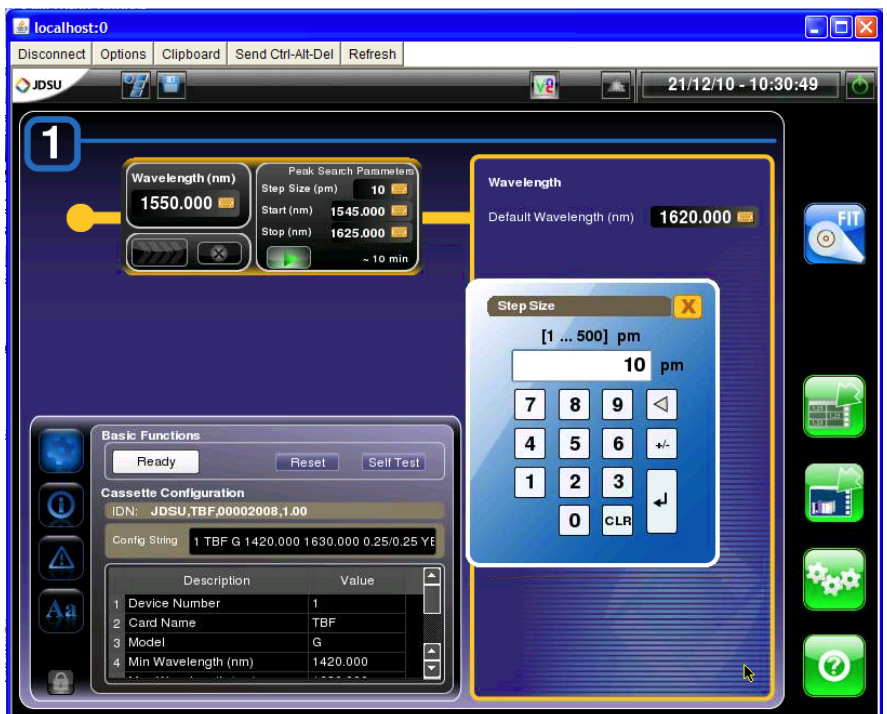 localhost:0
Disconnect Options Clipboard Send Ctrl-Alt-Del Refresh
JDSU
21/12/10 - 10:30:49
1
Wavelength (nm)
1550.000
Peak Search Parameters
Step Size (pm) 10
Start (nm) 1545.000
Stop (nm) 1625.000
~ 10 min
Wavelength
Default Wavelength (nm) 1620.000
FIT
Step Size X
[1 ... 500] pm
10 pm
7 8 9
4 5 6 +/-
1 2 3
0 CLR
Basic Functions
Ready Reset Self Test
Cassette Configuration
IDN: JDSU,TBF,00002008,1.00
Config String 1 TBF G 1420.000 1630.000 0.25/0.25
Description Value
1 Device Number 1
2 Card Name TBF
3 Model G
4 Min Wavelength (nm) 1420.000
Aa
?